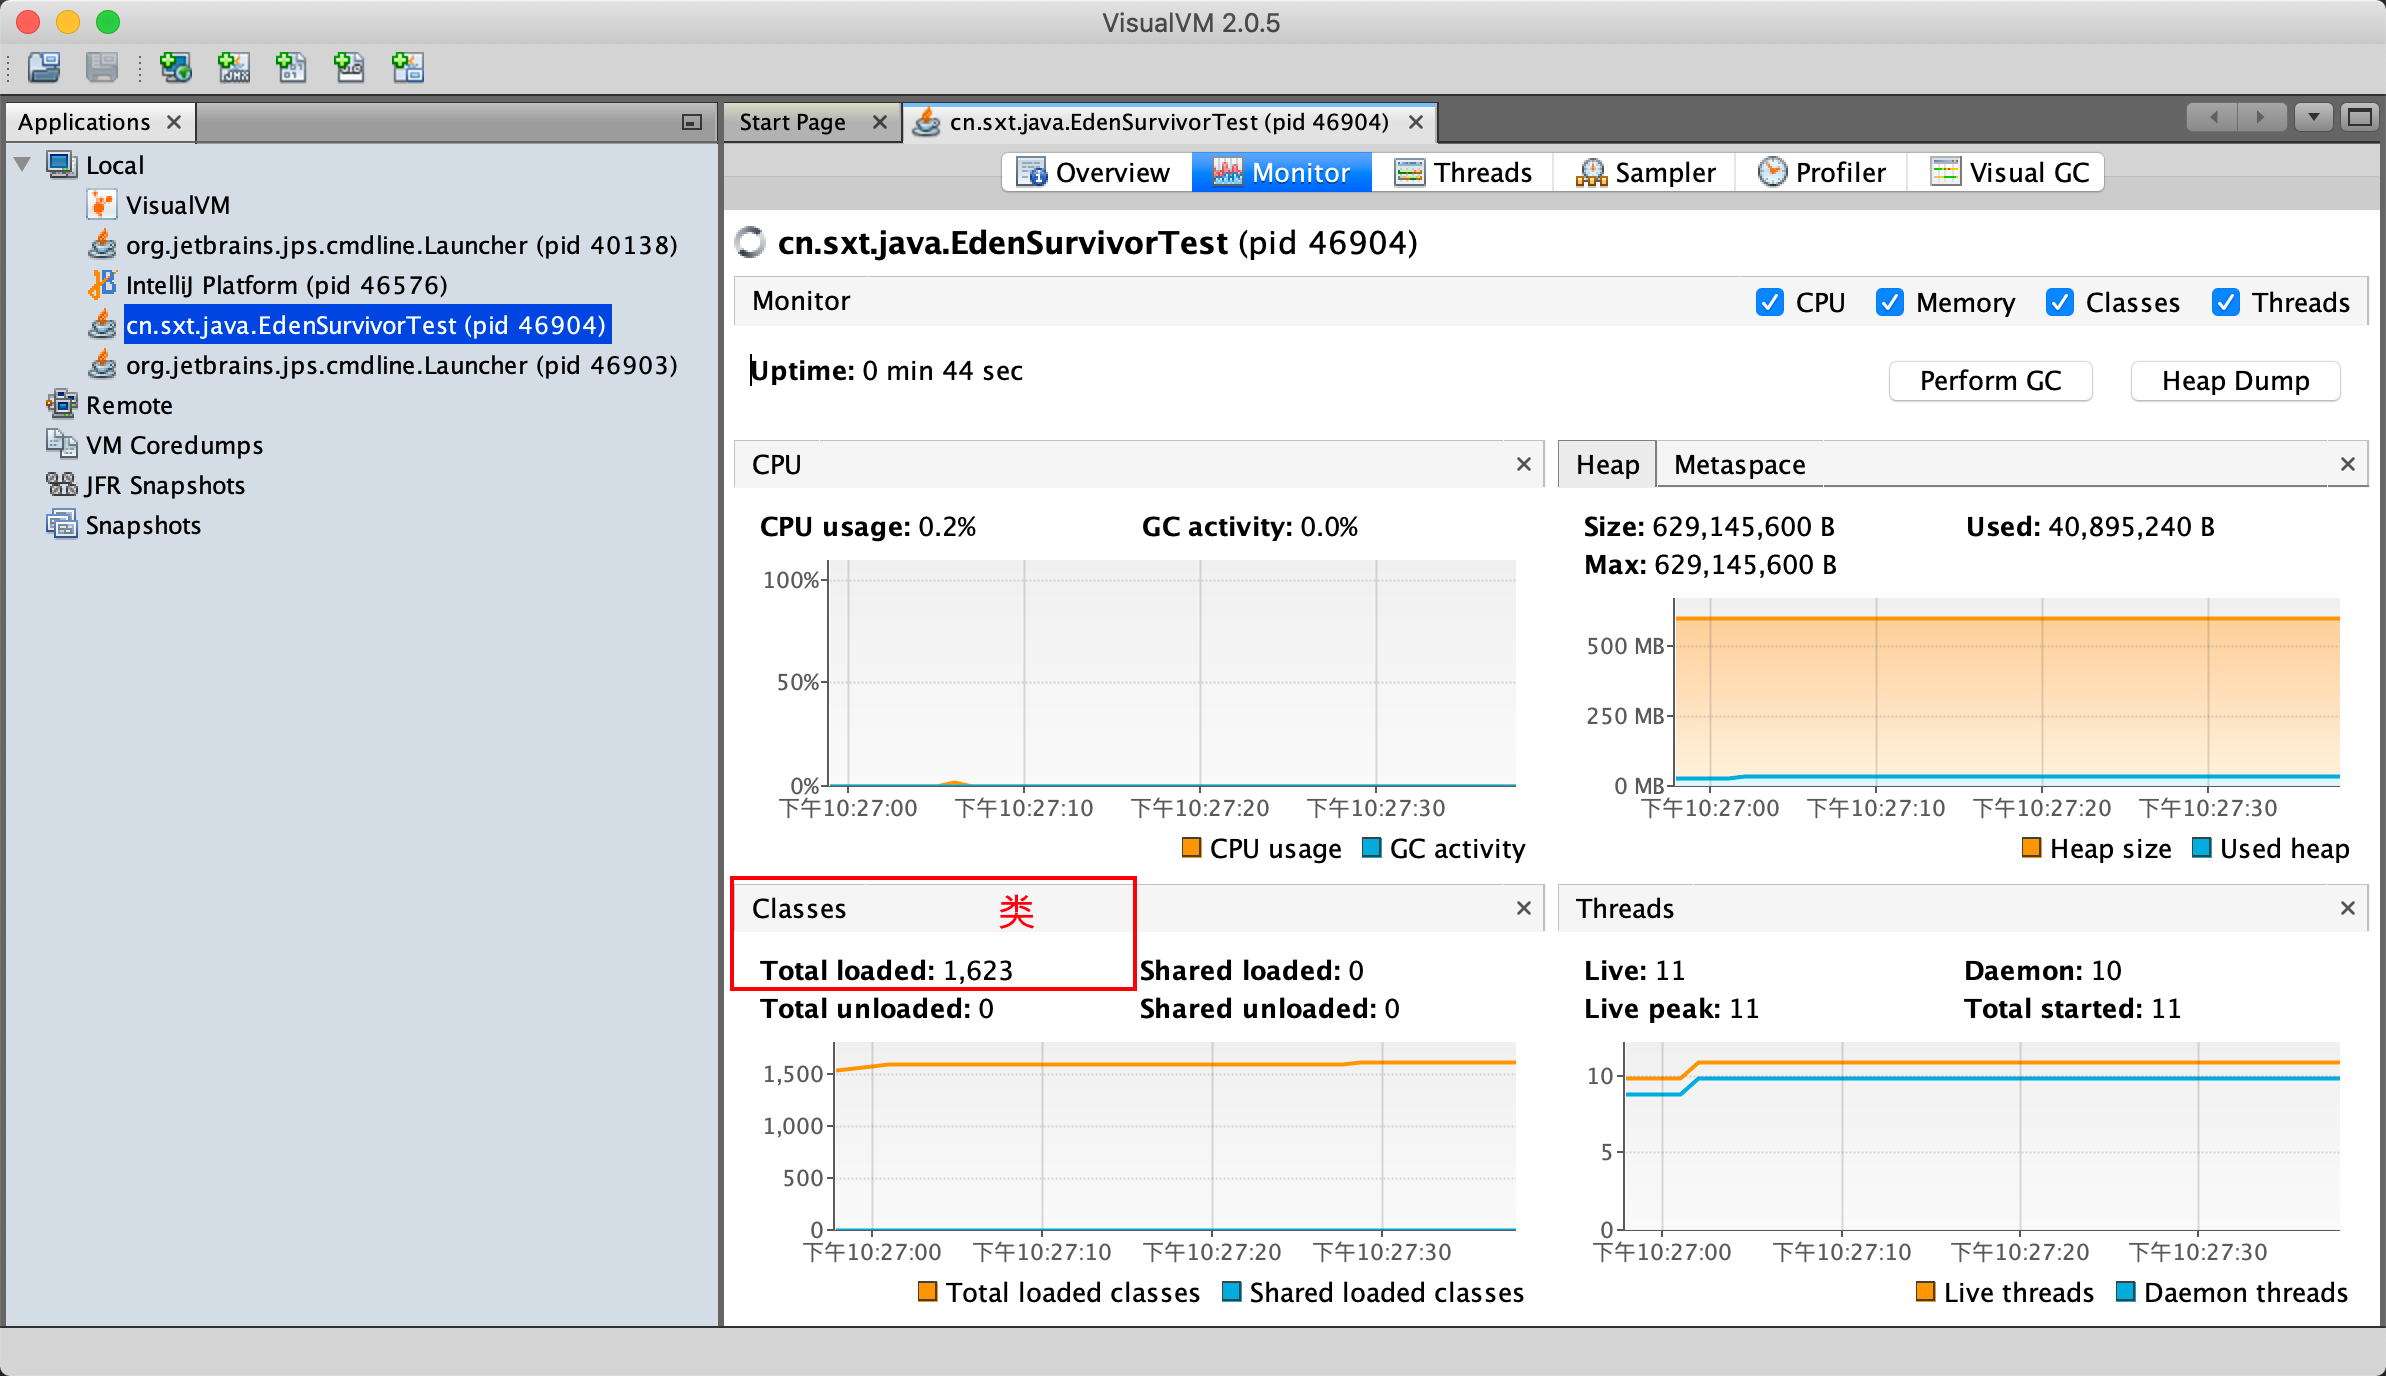 VisualVM 2.0.5
JMX
Applications
Start Page
cn.sxt.java.EdenSurvivorTest (pid 46904)
Local
VisualVM
org.jetbrains.jps.cmdline.Launcher (pid 40138)
IntelliJ Platform (pid 46576)
cn.sxt.java.EdenSurvivorTest (pid 46904)
org.jetbrains.jps.cmdline.Launcher (pid 46903)
Remote
VM Coredumps
JFR Snapshots
Snapshots
Overview
Monitor
Threads
Sampler
Profiler
Visual GC
cn.sxt.java.EdenSurvivorTest (pid 46904)
Monitor
CPU
Memory
Classes
Threads
Uptime: 0 min 44 sec
Perform GC
Heap Dump
CPU
CPU usage: 0.2%
GC activity: 0.0%
100%
50%
0%
下午10:27:00
下午10:27:10
下午10:27:20
下午10:27:30
CPU usage
GC activity
Heap
Metaspace
Size: 629,145,600 B
Used: 40,895,240 B
Max: 629,145,600 B
500 MB
250 MB
0 MB
下午10:27:00
下午10:27:10
下午10:27:20
下午10:27:30
Heap size
Used heap
Classes
类
Total loaded: 1,623
Shared loaded: 0
Total unloaded: 0
Shared unloaded: 0
1,500
1,000
500
0
下午10:27:00
下午10:27:10
下午10:27:20
下午10:27:30
Total loaded classes
Shared loaded classes
Threads
Live: 11
Daemon: 10
Live peak: 11
Total started: 11
10
5
0
下午10:27:00
下午10:27:10
下午10:27:20
下午10:27:30
Live threads
Daemon threads